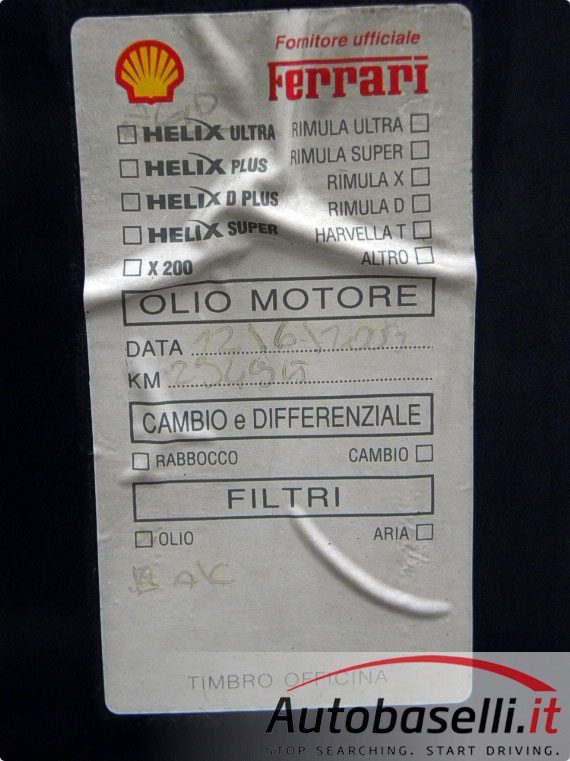 Fornitore ufficiale
Ferrari
HELIX ULTRA RIMULA ULTRA
HELIX PLUS RIMULA SUPER
RIMULA X
HELIX D PLUS RIMULA D
HELIX SUPER HARVELLA T
X 200 ALTRO
OLIO MOTORE
DATA
KM
CAMBIO e DIFFERENZIALE
RABBOCCO CAMBIO
FILTRI
OLIO ARIA
TIMBRO OFFICINA
Autobaselli.it
STOP SEARCHING. START DRIVING.